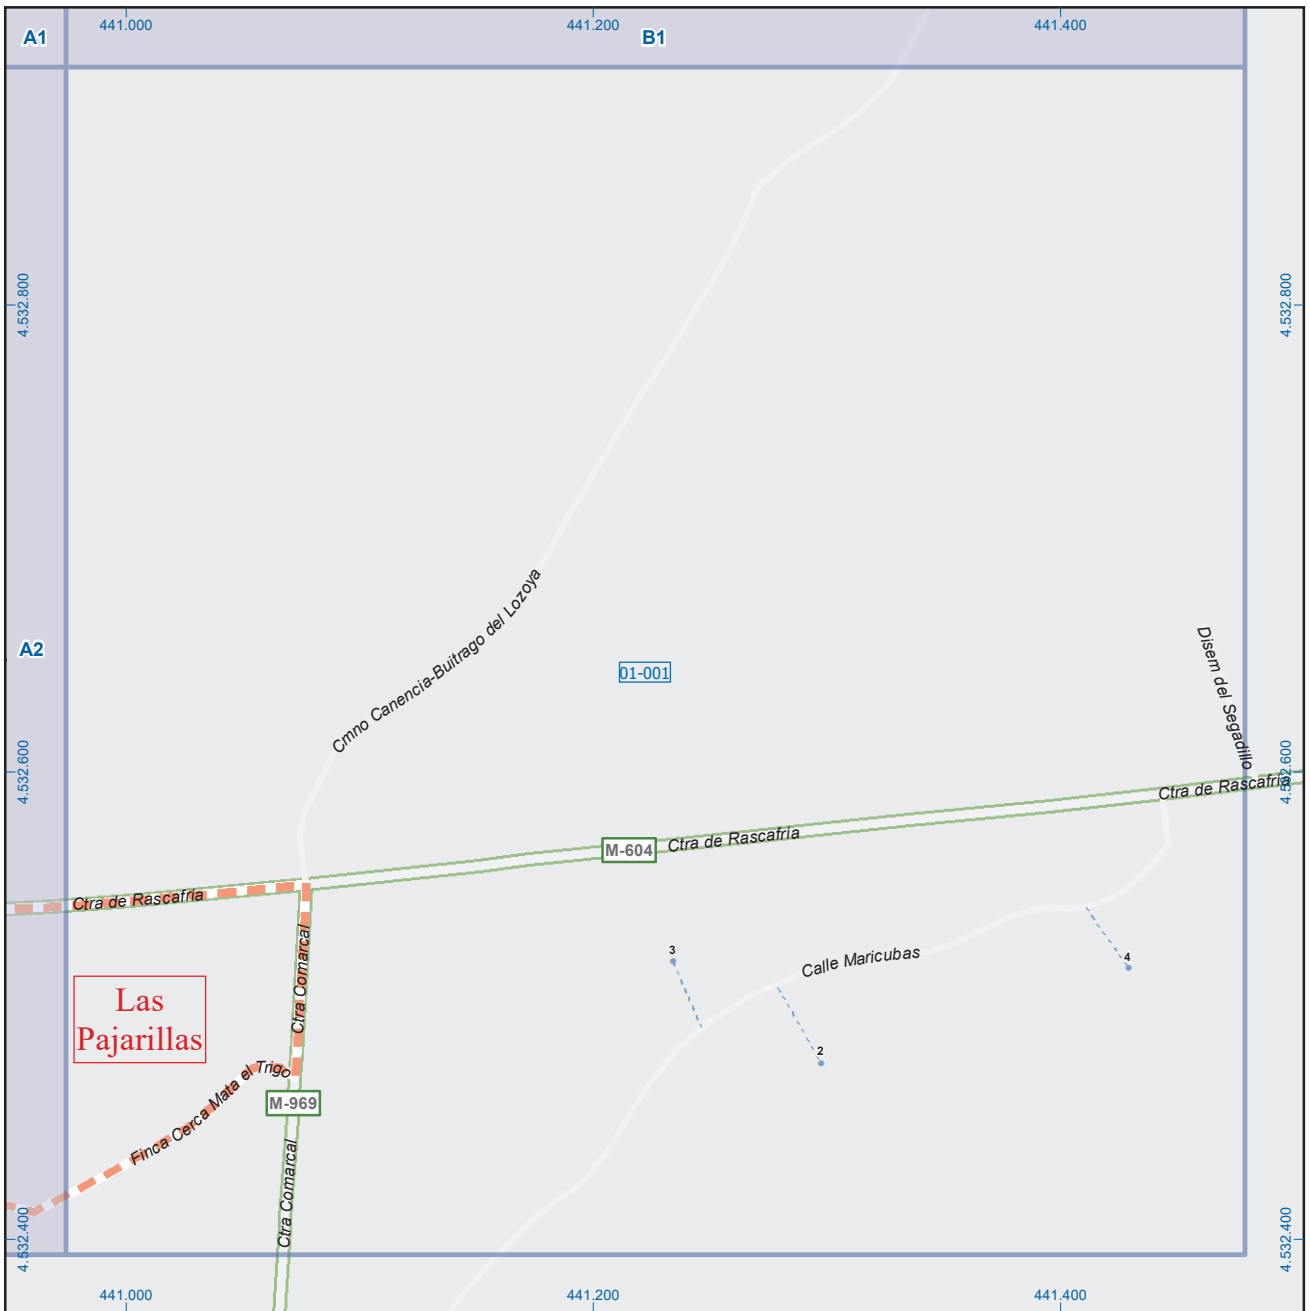 441.000
441.200
441.400
A1
B1
4.532.800
4.532.800
Cmno Canencia-Buitrago del Lozoya
A2
01-001
Disem del Segadillo
4.532.600
4.532.600
Ctra de Rascafría
M-604
Ctra de Rascafría
Ctra de Rascafría
Ctra Comarcal
3
Calle Maricubas
4
Las
Pajarillas
2
Finca Cerca Mata el Trigo
M-969
Ctra Comarcal
4.532.400
4.532.400
441.000
441.200
441.400